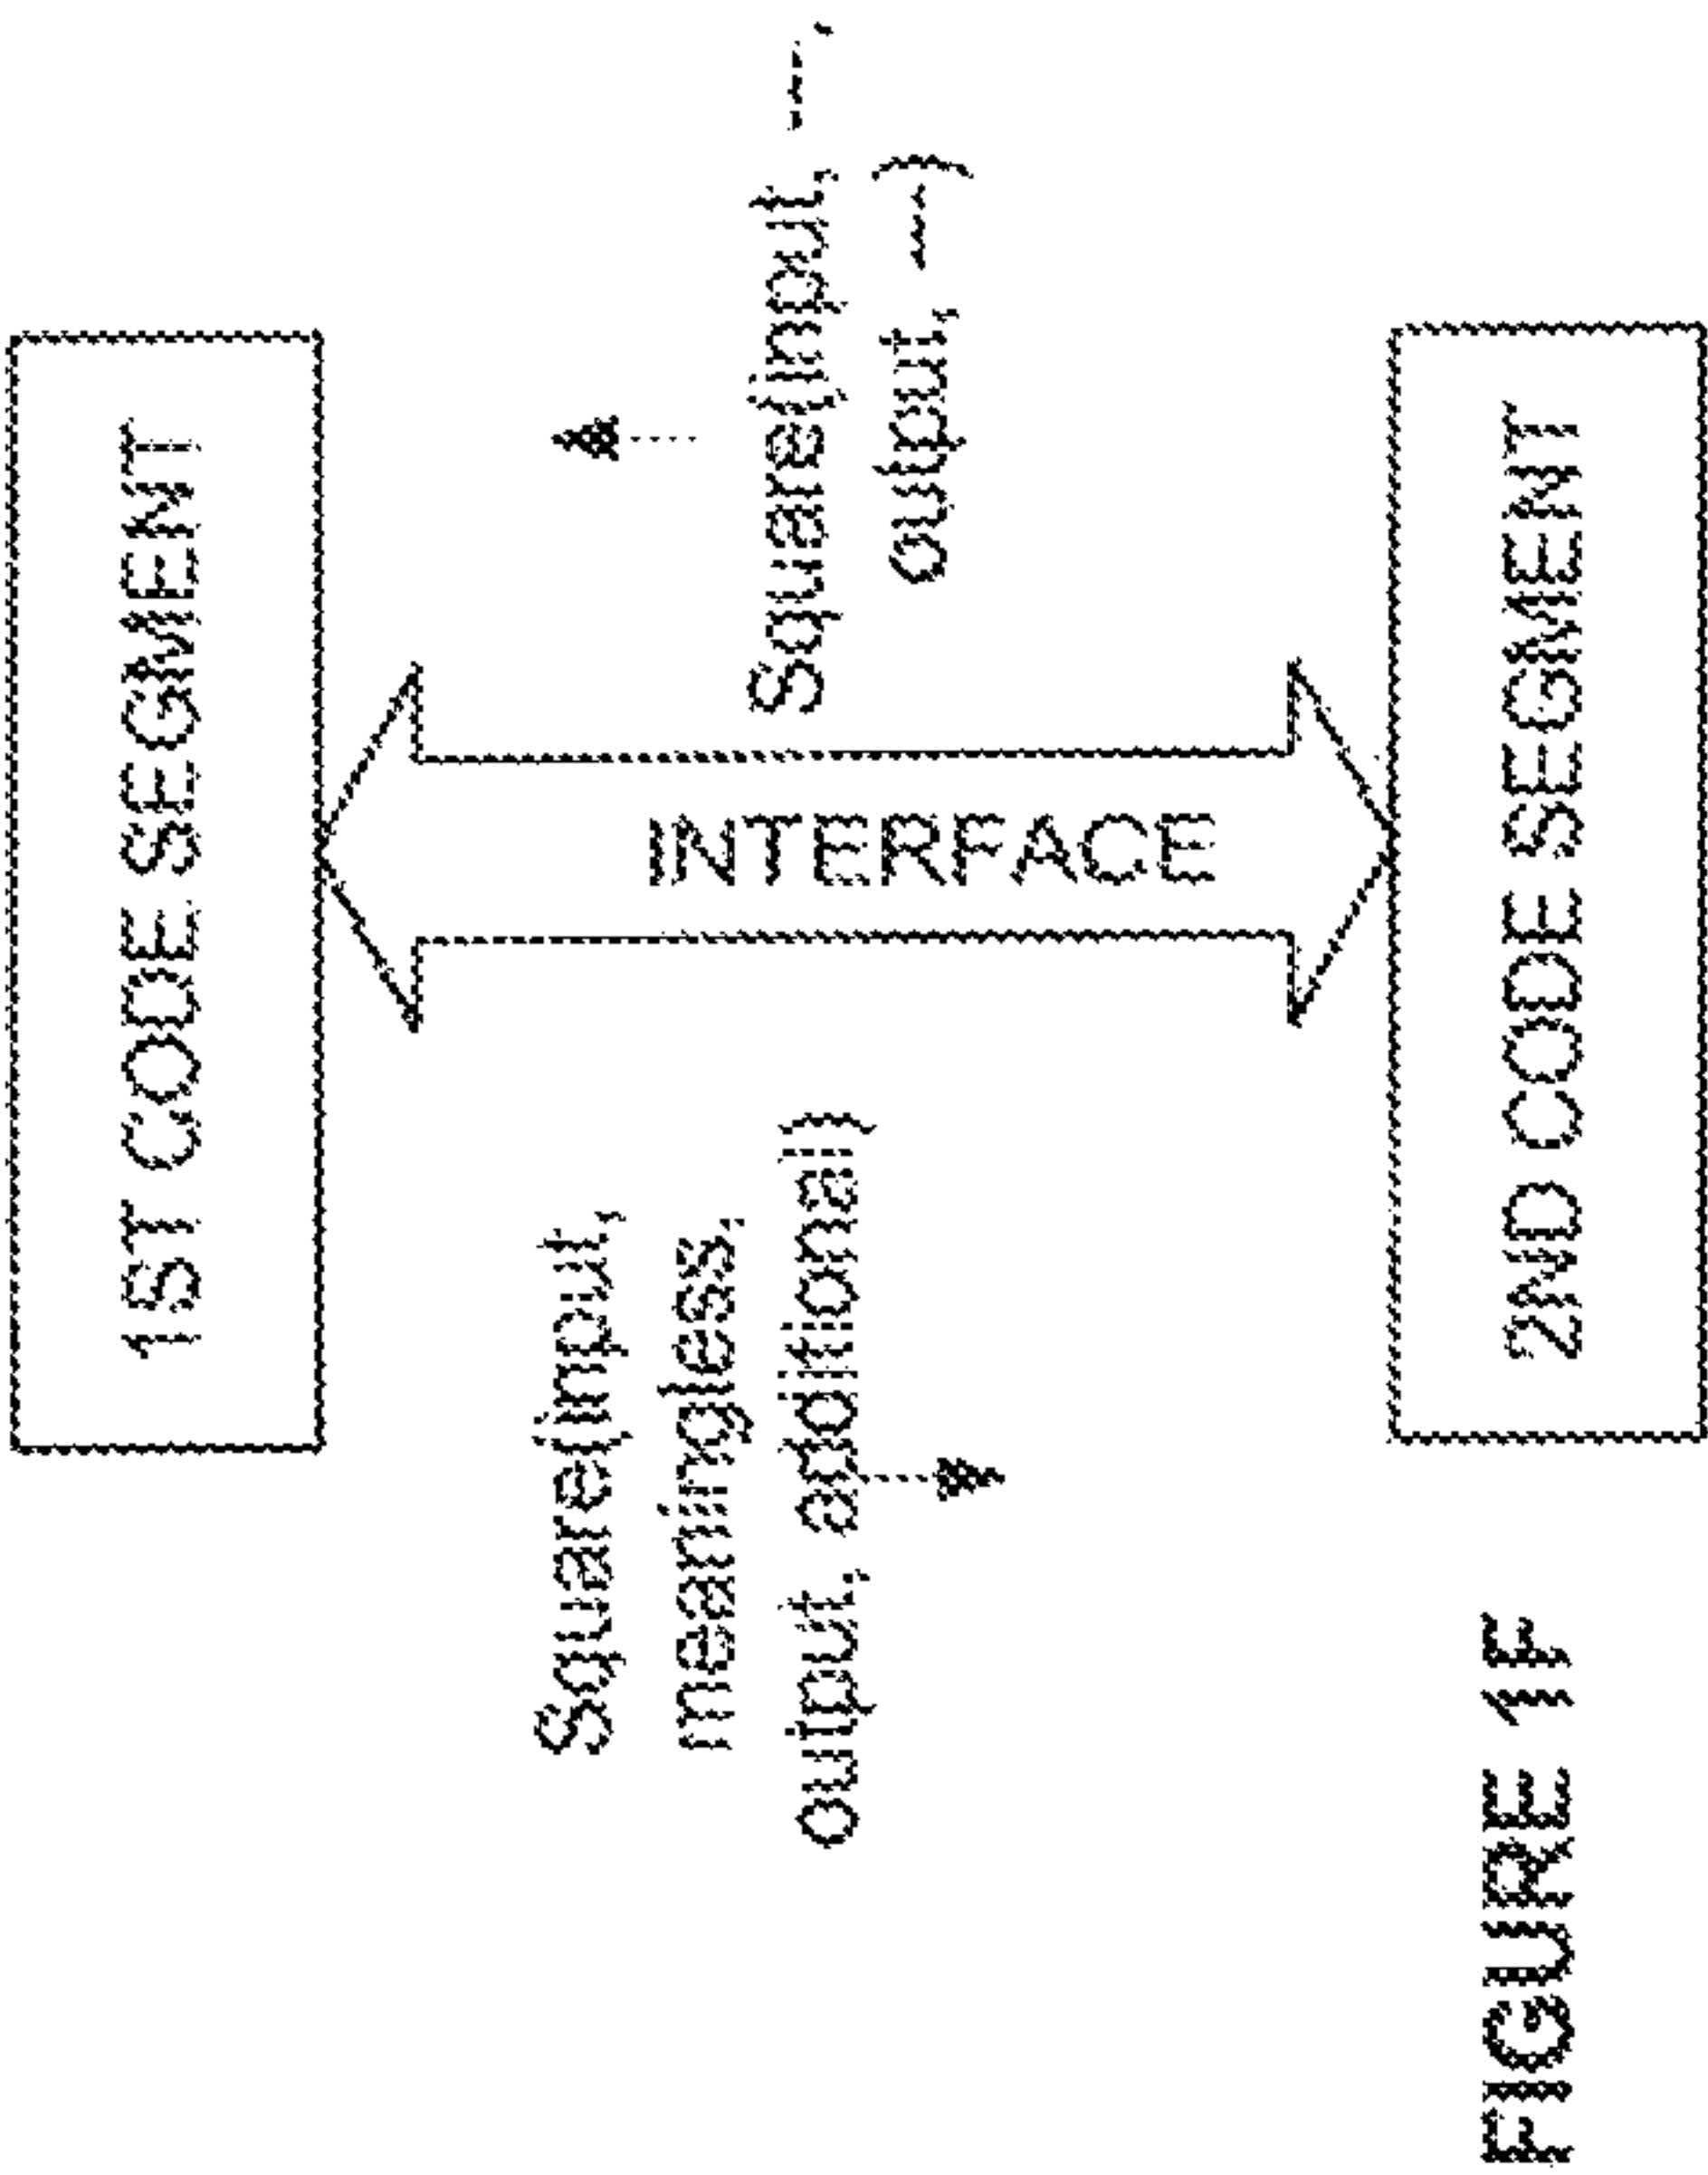 1ST CODE SEGMENT
Square(input,
meaningless,
output, additional)
INTERFACE
Square(input, ---,
output, ---)
2ND CODE SEGMENT
FIGURE 1F